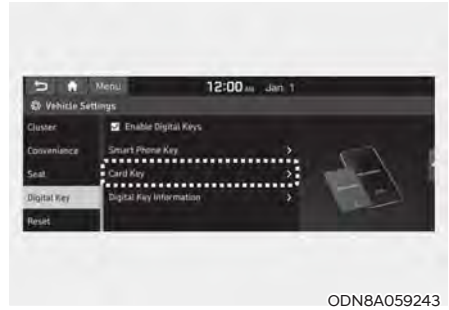 Menu 12:00 AM Jan. 1
Vehicle Settings
Cluster
Enable Digital Keys
Convenience
Smart Phone Key
Seat
Card Key
Digital Key
Digital Key Information
Reset
ODN8A059243